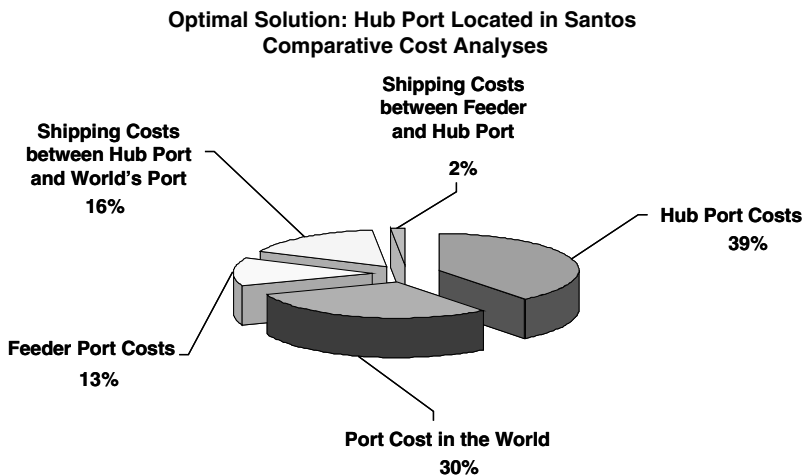 Optimal Solution: Hub Port Located in Santos
Comparative Cost Analyses
Shipping Costs
between Feeder
and Hub Port
2%
Shipping Costs
between Hub Port
and World's Port
16%
Hub Port Costs
39%
Feeder Port Costs
13%
Port Cost in the World
30%